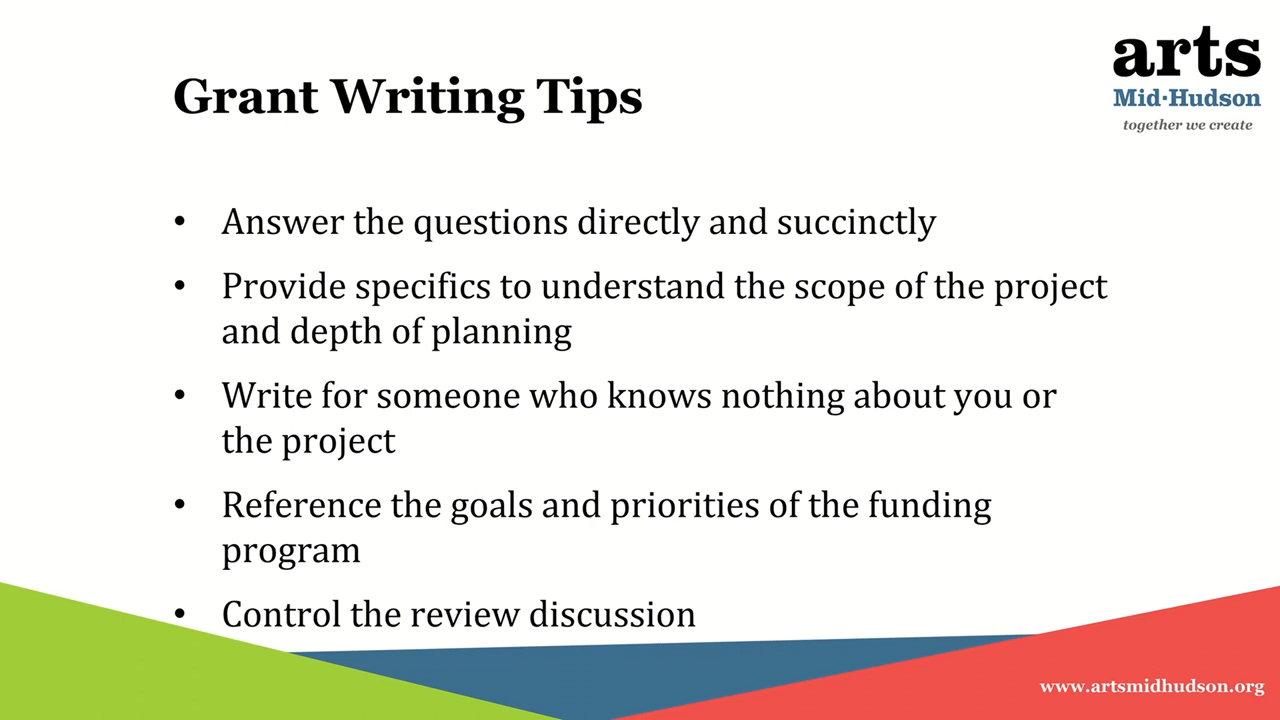 arts
Mid·Hudson
together we create
Grant Writing Tips
• Answer the questions directly and succinctly
• Provide specifics to understand the scope of the project
and depth of planning
• Write for someone who knows nothing about you or
the project
• Reference the goals and priorities of the funding
program
• Control the review discussion
www.artsmidhudson.org